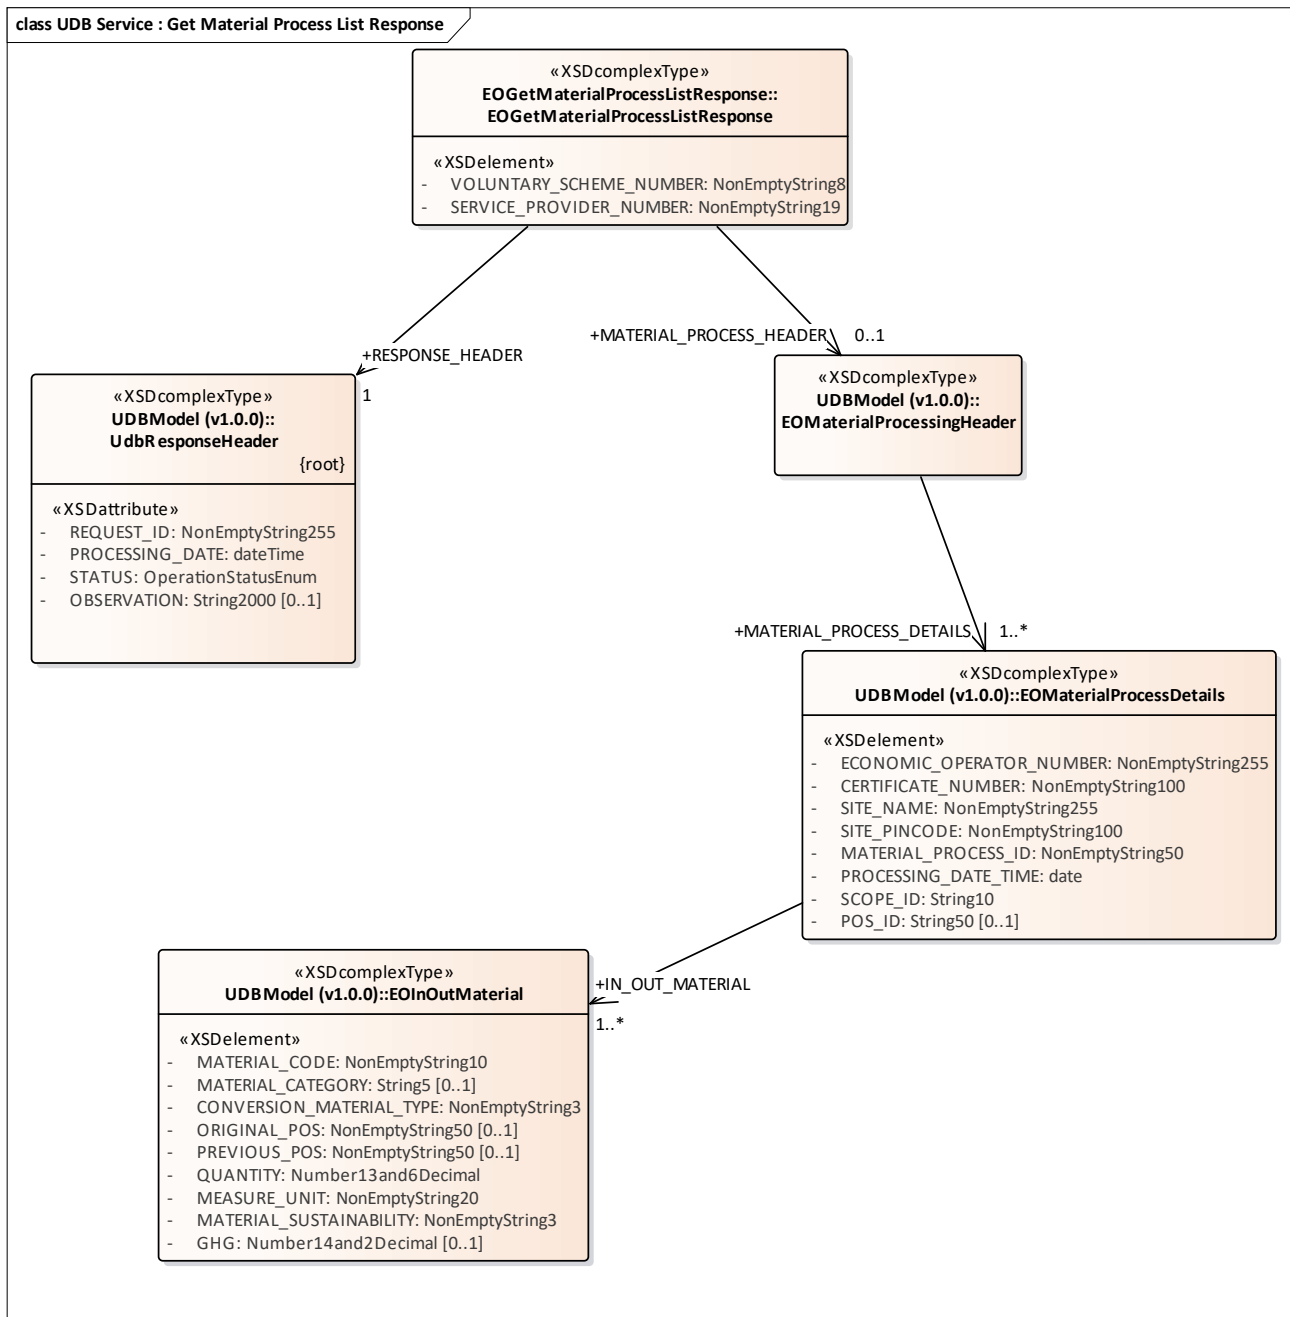 class UDB Service : Get Material Process List Response
«XSDcomplexType»
EOGetMaterialProcessListResponse::
EOGetMaterialProcessListResponse
«XSDelement»
- VOLUNTARY_SCHEME_NUMBER: NonEmptyString8
- SERVICE_PROVIDER_NUMBER: NonEmptyString19
+RESPONSE_HEADER
1
+MATERIAL_PROCESS_HEADER
0..1
«XSDcomplexType»
UDBModel (v1.0.0)::
UdbResponseHeader
{root}
«XSDattribute»
- REQUEST_ID: NonEmptyString255
- PROCESSING_DATE: dateTime
- STATUS: OperationStatusEnum
- OBSERVATION: String2000 [0..1]
«XSDcomplexType»
UDBModel (v1.0.0)::
EOMaterialProcessingHeader
+MATERIAL_PROCESS_DETAILS
1..*
«XSDcomplexType»
UDBModel (v1.0.0)::EOMaterialProcessDetails
«XSDelement»
- ECONOMIC_OPERATOR_NUMBER: NonEmptyString255
- CERTIFICATE_NUMBER: NonEmptyString100
- SITE_NAME: NonEmptyString255
- SITE_PINCODE: NonEmptyString100
- MATERIAL_PROCESS_ID: NonEmptyString50
- PROCESSING_DATE_TIME: date
- SCOPE_ID: String10
- POS_ID: String50 [0..1]
+IN_OUT_MATERIAL
1..*
«XSDcomplexType»
UDBModel (v1.0.0)::EOInOutMaterial
«XSDelement»
- MATERIAL_CODE: NonEmptyString10
- MATERIAL_CATEGORY: String5 [0..1]
- CONVERSION_MATERIAL_TYPE: NonEmptyString3
- ORIGINAL_POS: NonEmptyString50 [0..1]
- PREVIOUS_POS: NonEmptyString50 [0..1]
- QUANTITY: Number13and6Decimal
- MEASURE_UNIT: NonEmptyString20
- MATERIAL_SUSTAINABILITY: NonEmptyString3
- GHG: Number14and2Decimal [0..1]